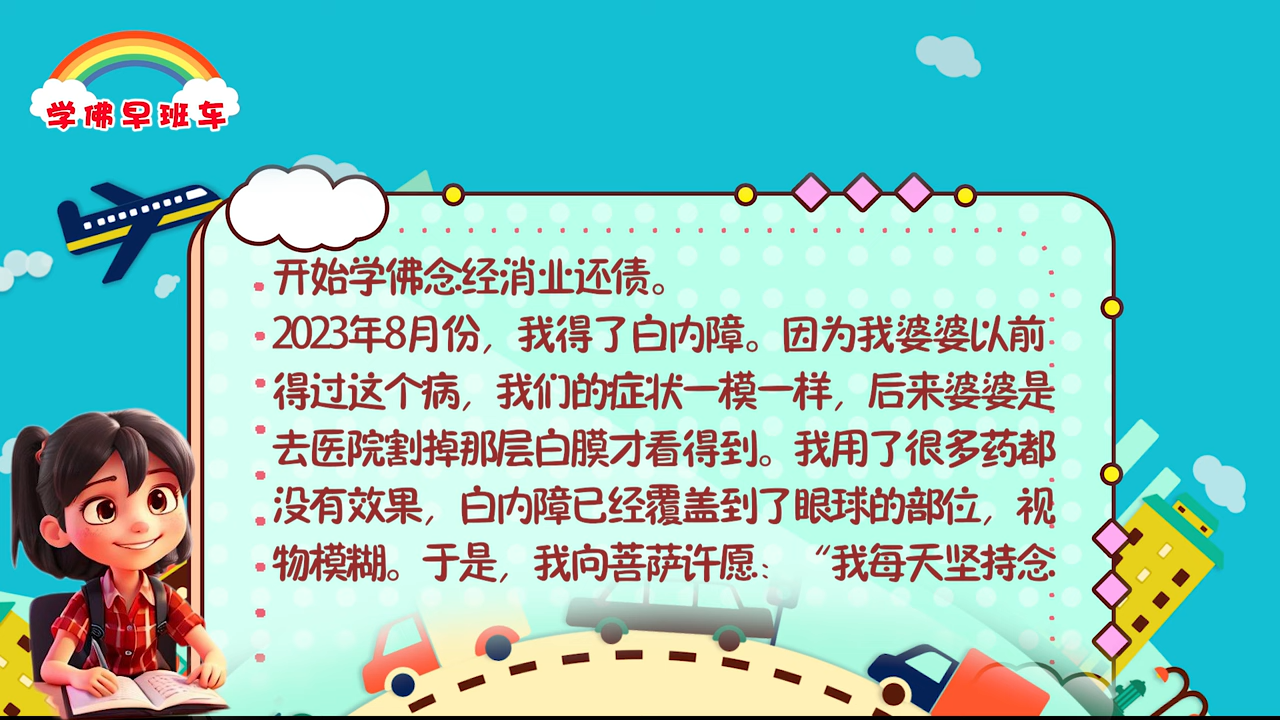 学佛早班车
开始学佛念经消业还债。
2023年8月份，我得了白内障。因为我婆婆以前
得过这个病，我们的症状一模一样，后来婆婆是
去医院割掉那层白膜才看得到。我用了很多药都
没有效果，白内障已经覆盖到了眼球的部位，视
物模糊。于是，我向菩萨许愿：“我每天坚持念